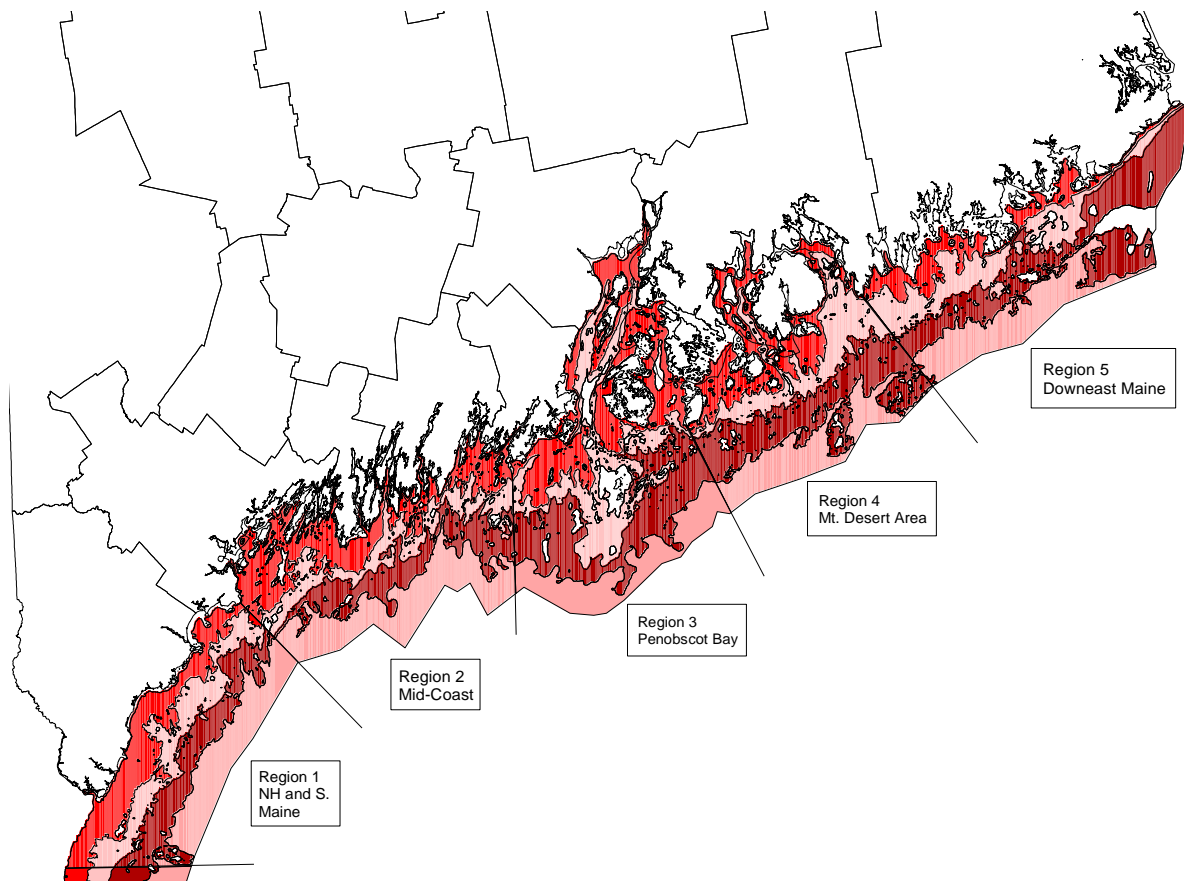 Region 5
Downeast Maine
Region 4
Mt. Desert Area
Region 3
Penobscot Bay
Region 2
Mid-Coast
Region 1
NH and S.
Maine